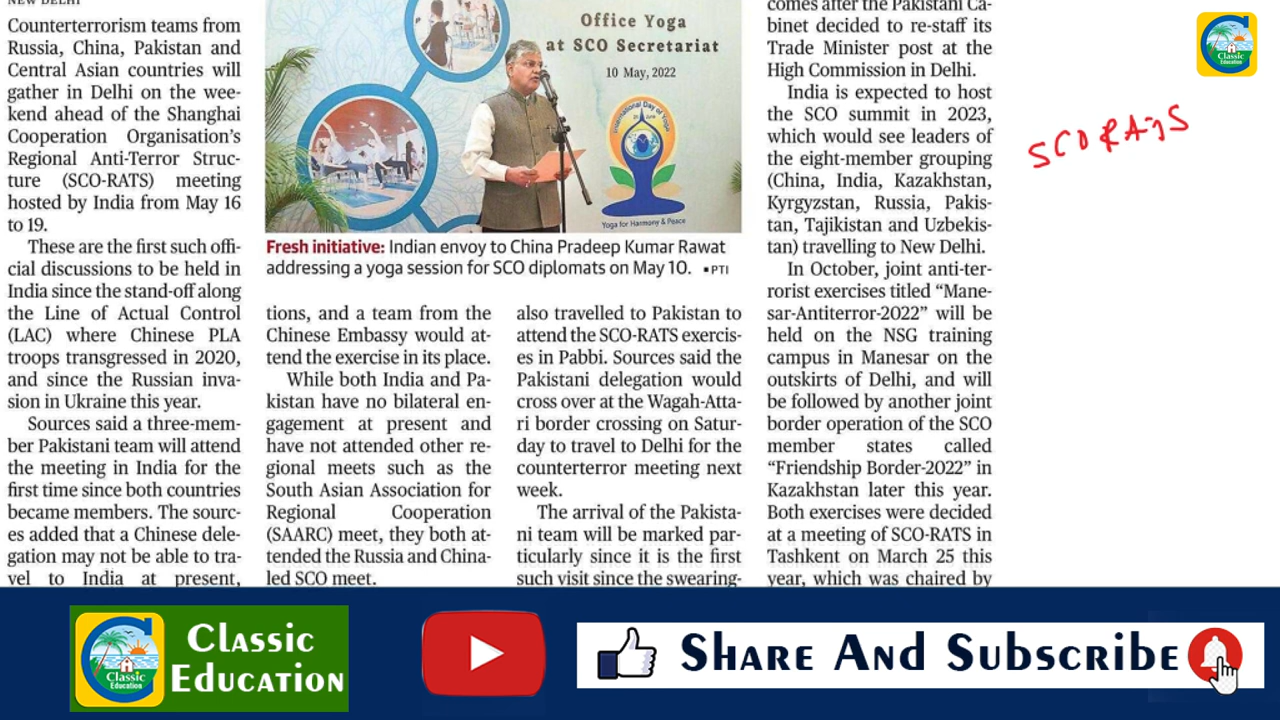 NEW DELHI
Counterterrorism teams from
Russia, China, Pakistan and
Central Asian countries will
gather in Delhi on the wee-
kend ahead of the Shanghai
Cooperation Organisation's
Regional Anti-Terror Struc-
ture (SCO-RATS) meeting
hosted by India from May 16
to 19.
These are the first such offi-
cial discussions to be held in
India since the stand-off along
the Line of Actual Control
(LAC) where Chinese PLA
troops transgressed in 2020,
and since the Russian inva-
sion in Ukraine this year.
Sources said a three-mem-
ber Pakistani team will attend
the meeting in India for the
first time since both countries
became members. The sourc-
es added that a Chinese dele-
gation may not be able to tra-
vel to India at present,
Office Yoga
at SCO Secretariat
10 May, 2022
International Day of Yoga
21 June
Yoga for Harmony & Peace
Fresh initiative: Indian envoy to China Pradeep Kumar Rawat
addressing a yoga session for SCO diplomats on May 10. ▪PTI
tions, and a team from the
Chinese Embassy would at-
tend the exercise in its place.
While both India and Pa-
kistan have no bilateral en-
gagement at present and
have not attended other re-
gional meets such as the
South Asian Association for
Regional Cooperation
(SAARC) meet, they both at-
tended the Russia and China-
led SCO meet.
also travelled to Pakistan to
attend the SCO-RATS exercis-
es in Pabbi. Sources said the
Pakistani delegation would
cross over at the Wagah-Atta-
ri border crossing on Satur-
day to travel to Delhi for the
counterterror meeting next
week.
The arrival of the Pakista-
ni team will be marked par-
ticularly since it is the first
such visit since the swearing-
comes after the Pakistani Ca-
binet decided to re-staff its
Trade Minister post at the
High Commission in Delhi.
India is expected to host
the SCO summit in 2023,
which would see leaders of
the eight-member grouping
(China, India, Kazakhstan,
Kyrgyzstan, Russia, Pakis-
tan, Tajikistan and Uzbekis-
tan) travelling to New Delhi.
In October, joint anti-ter-
rorist exercises titled “Mane-
sar-Antiterror-2022” will be
held on the NSG training
campus in Manesar on the
outskirts of Delhi, and will
be followed by another joint
border operation of the SCO
member states called
“Friendship Border-2022” in
Kazakhstan later this year.
Both exercises were decided
at a meeting of SCO-RATS in
Tashkent on March 25 this
year, which was chaired by
SCO RATS
Classic
Education
Classic
Education
Classic
Education
Share And Subscribe